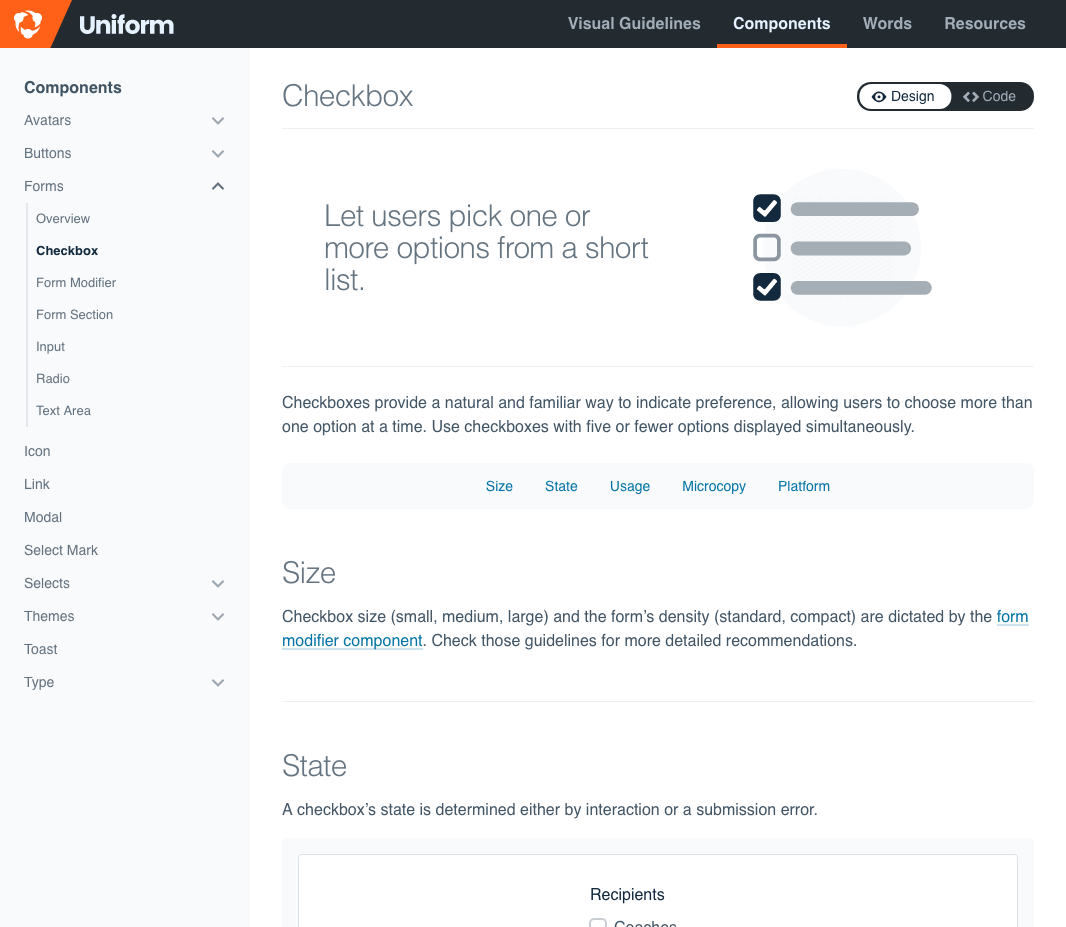 Uniform
Visual Guidelines
Components
Words
Resources
Components
Avatars
Buttons
Forms
Overview
Checkbox
Form Modifier
Form Section
Input
Radio
Text Area
Icon
Link
Modal
Select Mark
Selects
Themes
Toast
Type
Checkbox
Design
Code
Let users pick one or
more options from a short
list.
Checkboxes provide a natural and familiar way to indicate preference, allowing users to choose more than
one option at a time. Use checkboxes with five or fewer options displayed simultaneously.
Size
State
Usage
Microcopy
Platform
Size
Checkbox size (small, medium, large) and the form’s density (standard, compact) are dictated by the form
modifier component. Check those guidelines for more detailed recommendations.
State
A checkbox’s state is determined either by interaction or a submission error.
Recipients
Coaches